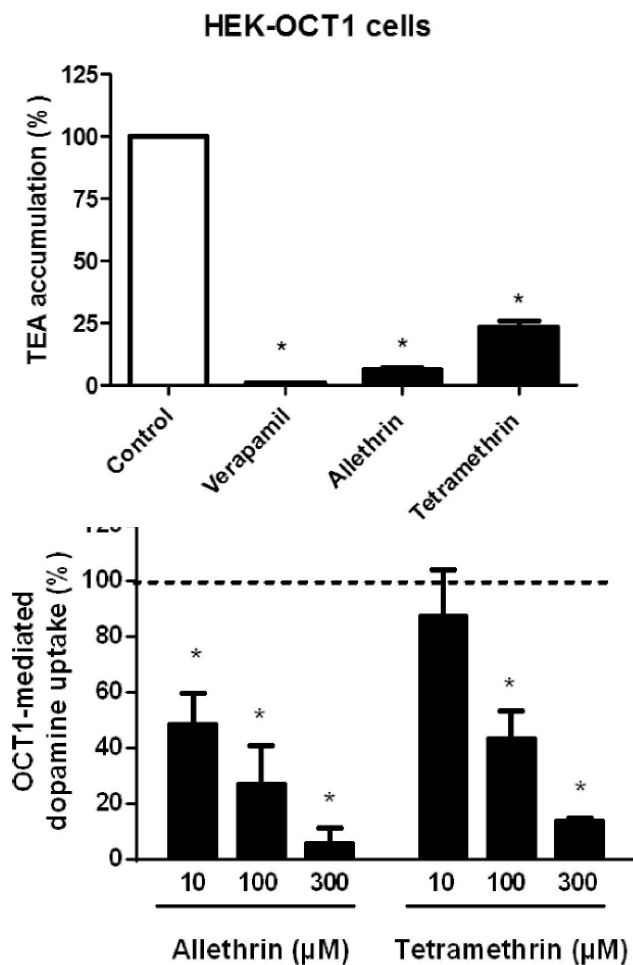 HEK-OCT1 cells
TEA accumulation (%)
125
100
75
50
25
0
*
*
*
Control
Verapamil
Allethrin
Tetramethrin
OCT1-mediated
dopamine uptake (%)
120
100
80
60
40
20
0
*
*
*
*
*
10 100 300 10 100 300
Allethrin (µM) Tetramethrin (µM)